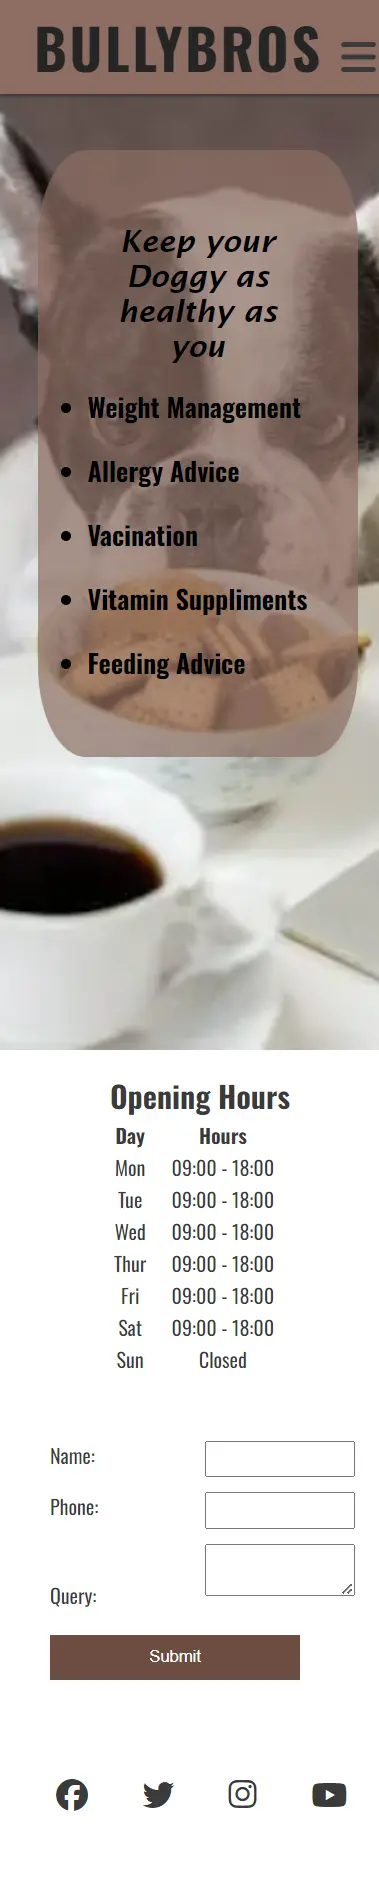 BULLYBROS
Keep your
Doggy as
healthy as
you
Weight Management
Allergy Advice
Vacination
Vitamin Suppliments
Feeding Advice
Opening Hours
Day Hours
Mon 09:00 - 18:00
Tue 09:00 - 18:00
Wed 09:00 - 18:00
Thur 09:00 - 18:00
Fri 09:00 - 18:00
Sat 09:00 - 18:00
Sun Closed
Name:
Phone:
Query:
Submit